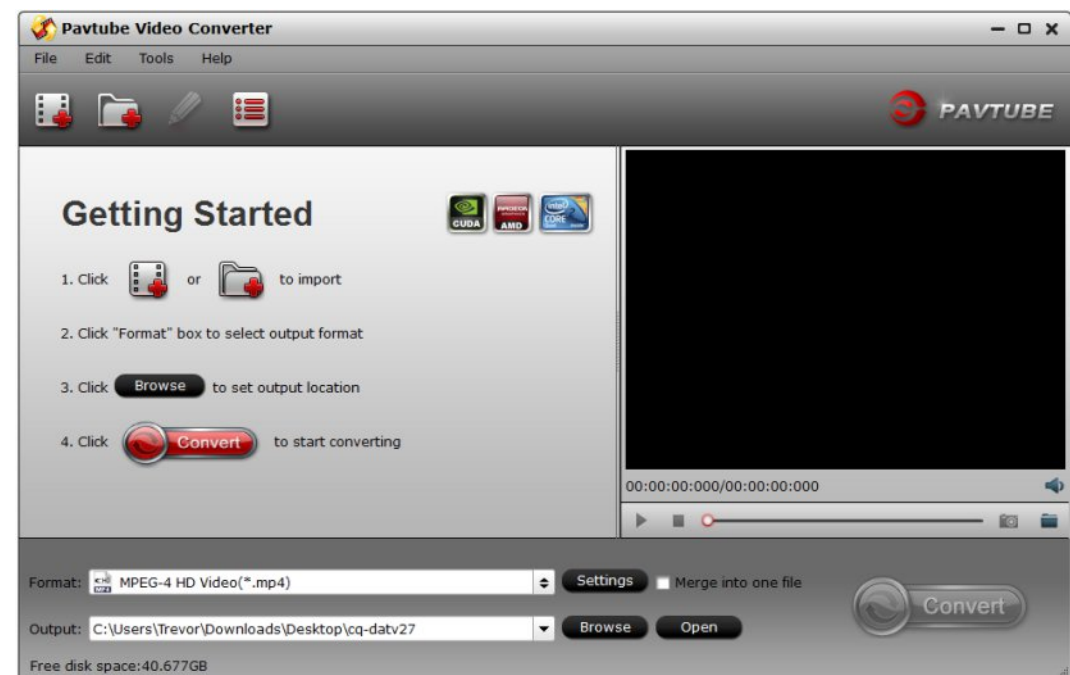 Pavtube Video Converter
File Edit Tools Help
PAVTUBE
Getting Started
CUDA RADEON AMD intel CORE
1. Click or to import
2. Click "Format" box to select output format
3. Click Browse to set output location
4. Click Convert to start converting
00:00:00:000/00:00:00:000
Format: MPEG-4 HD Video(*.mp4) Settings Merge into one file
Convert
Output: C:\Users\Trevor\Downloads\Desktop\cq-datv27 Browse Open
Free disk space:40.677GB